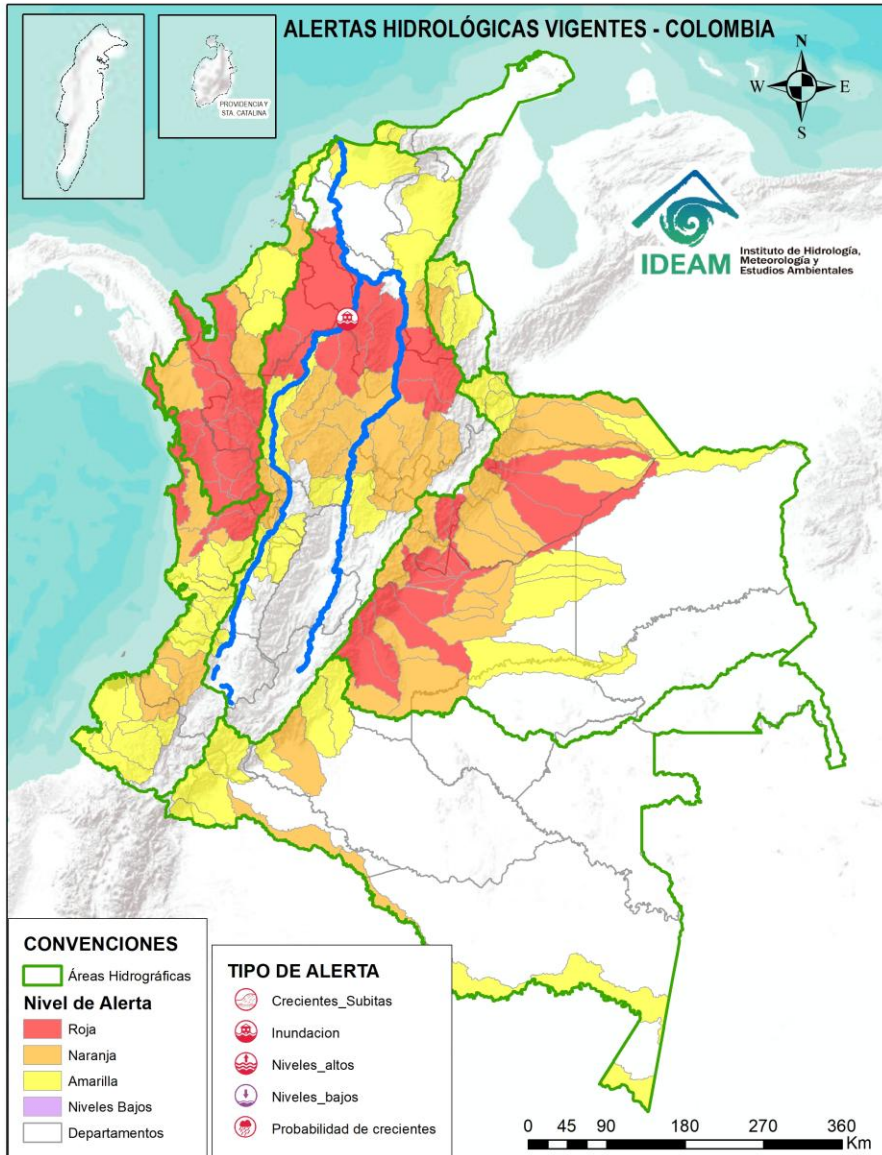 ALERTAS HIDROLÓGICAS VIGENTES - COLOMBIA
PROVIDENCIA Y
STA. CATALINA
N
W
E
S
IDEAM
Instituto de Hidrología,
Meteorología y
Estudios Ambientales
CONVENCIONES
Áreas Hidrográficas
Nivel de Alerta
Roja
Naranja
Amarilla
Niveles Bajos
Departamentos
TIPO DE ALERTA
Crecientes_Subitas
Inundacion
Niveles_altos
Niveles_bajos
Probabilidad de crecientes
0 45 90 180 270 360
Km